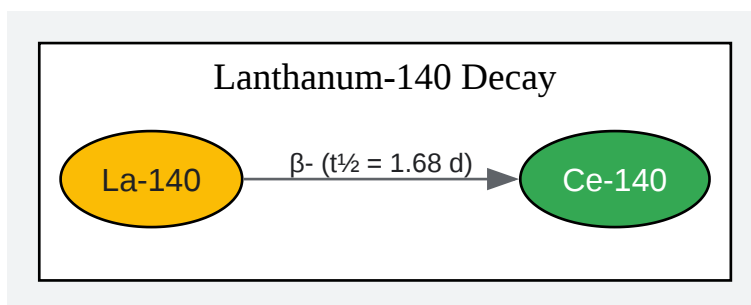 Lanthanum-140 Decay
La-140
β- (t½ = 1.68 d)
Ce-140